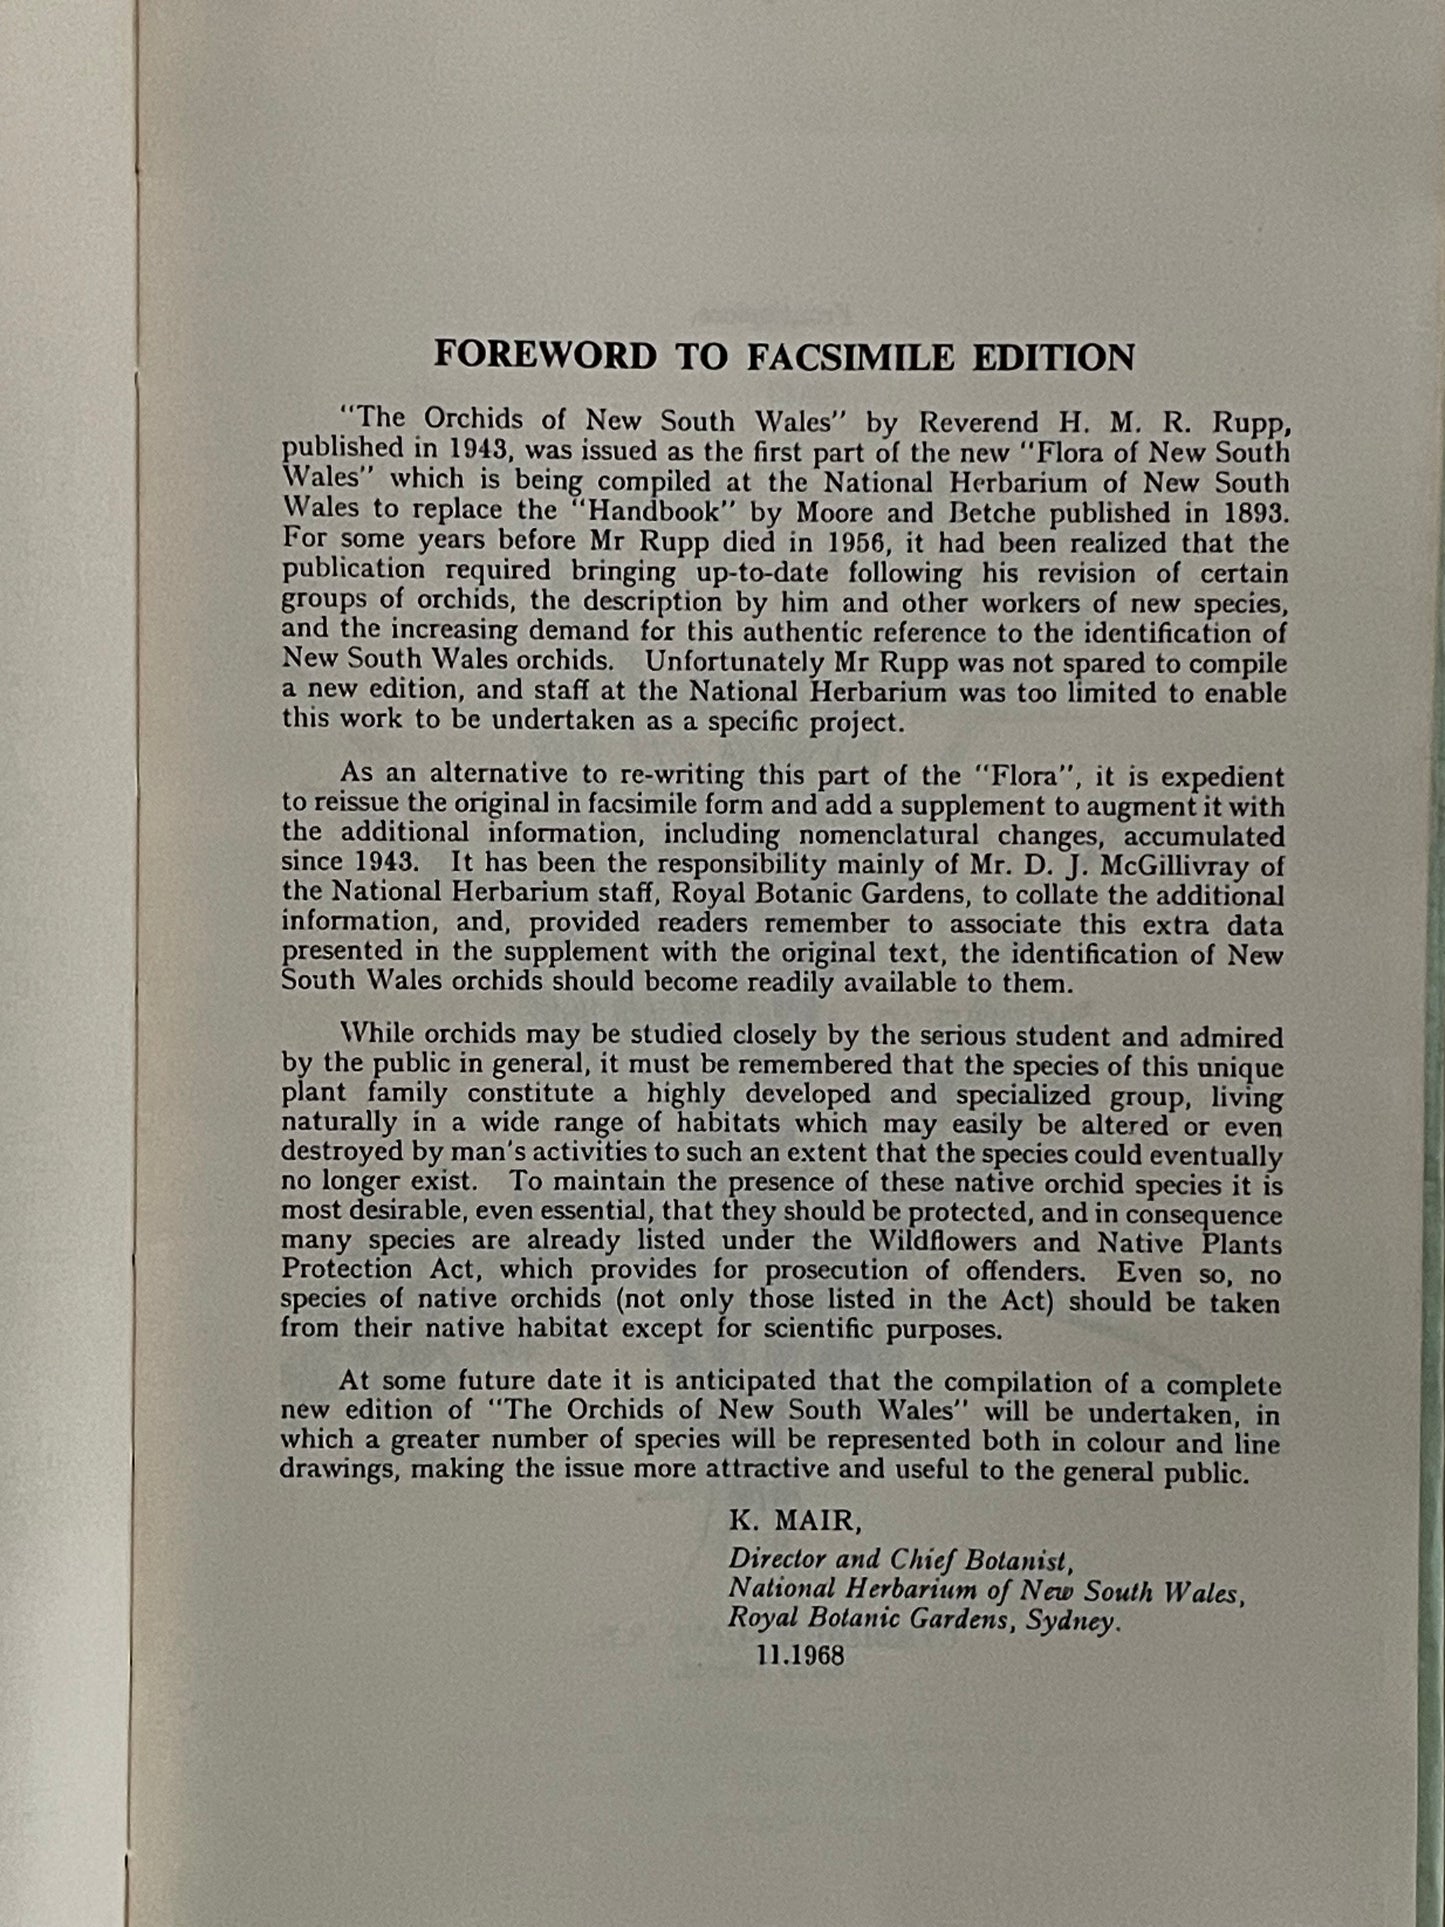 FOREWORD TO FACSIMILE EDITION
"The Orchids of New South Wales" by Reverend H. M. R. Rupp,
published in 1943, was issued as the first part of the new "Flora of New South
Wales" which is being compiled at the National Herbarium of New South
Wales to replace the "Handbook" by Moore and Betche published in 1893.
For some years before Mr Rupp died in 1956, it had been realized that the
publication required bringing up-to-date following his revision of certain
groups of orchids, the description by him and other workers of new species,
and the increasing demand for this authentic reference to the identification of
New South Wales orchids. Unfortunately Mr Rupp was not spared to compile
a new edition, and staff at the National Herbarium was too limited to enable
this work to be undertaken as a specific project.
As an alternative to re-writing this part of the "Flora", it is expedient
to reissue the original in facsimile form and add a supplement to augment it with
the additional information, including nomenclatural changes, accumulated
since 1943. It has been the responsibility mainly of Mr. D. J. McGillivray of
the National Herbarium staff, Royal Botanic Gardens, to collate the additional
information, and, provided readers remember to associate this extra data
presented in the supplement with the original text, the identification of New
South Wales orchids should become readily available to them.
While orchids may be studied closely by the serious student and admired
by the public in general, it must be remembered that the species of this unique
plant family constitute a highly developed and specialized group, living
naturally in a wide range of habitats which may easily be altered or even
destroyed by man's activities to such an extent that the species could eventually
no longer exist. To maintain the presence of these native orchid species it is
most desirable, even essential, that they should be protected, and in consequence
many species are already listed under the Wildflowers and Native Plants
Protection Act, which provides for prosecution of offenders. Even so, no
species of native orchids (not only those listed in the Act) should be taken
from their native habitat except for scientific purposes.
At some future date it is anticipated that the compilation of a complete
new edition of "The Orchids of New South Wales" will be undertaken, in
which a greater number of species will be represented both in colour and line
drawings, making the issue more attractive and useful to the general public.
K. MAIR,
Director and Chief Botanist,
National Herbarium of New South Wales,
Royal Botanic Gardens, Sydney.
11.1968